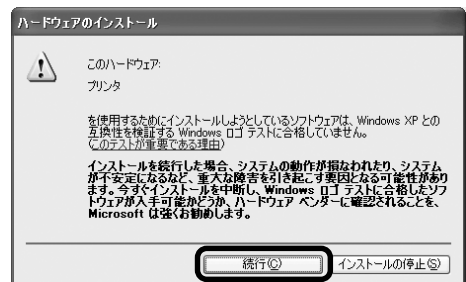 ハードウェアのインストール
このハードウェア:
プリンタ
を使用するためにインストールしようとしているソフトウェアは、Windows XP との
互換性を検証する Windows ロゴ テストに合格していません。
(このテストが重要である理由)
インストールを続行した場合、システムの動作が損なわれたり、システム
が不安定になるなど、重大な障害を引き起こす要因となる可能性があり
ます。今すぐインストールを中断し、Windows ロゴ テストに合格したソフ
トウェアが入手可能かどうか、ハードウェア ベンダーに確認されることを、
Microsoft は強くお勧めします。
続行(C) インストールの停止(S)